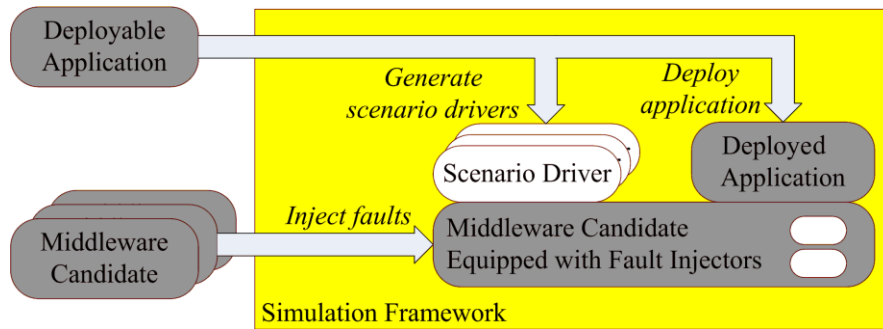 Deployable
Application
Generate
scenario drivers
Deploy
application
Scenario Driver
Deployed
Application
Middleware
Candidate
Inject faults
Middleware Candidate
Equipped with Fault Injectors
Simulation Framework